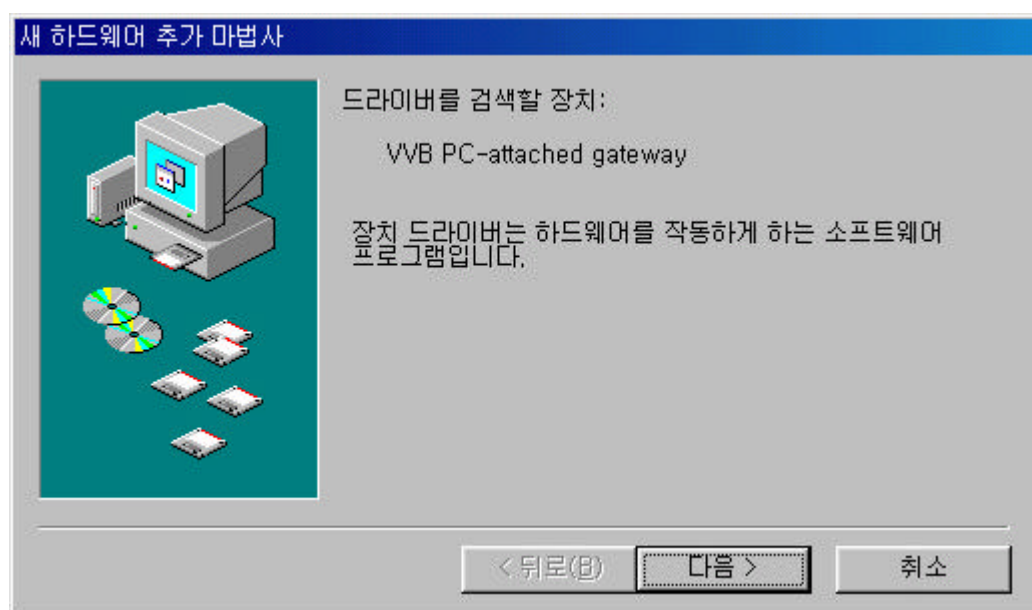 새 하드웨어 추가 마법사
드라이버를 검색할 장치:
VVB PC-attached gateway
장치 드라이버는 하드웨어를 작동하게 하는 소프트웨어
프로그램입니다.
< 뒤로(B)
다음 >
취소